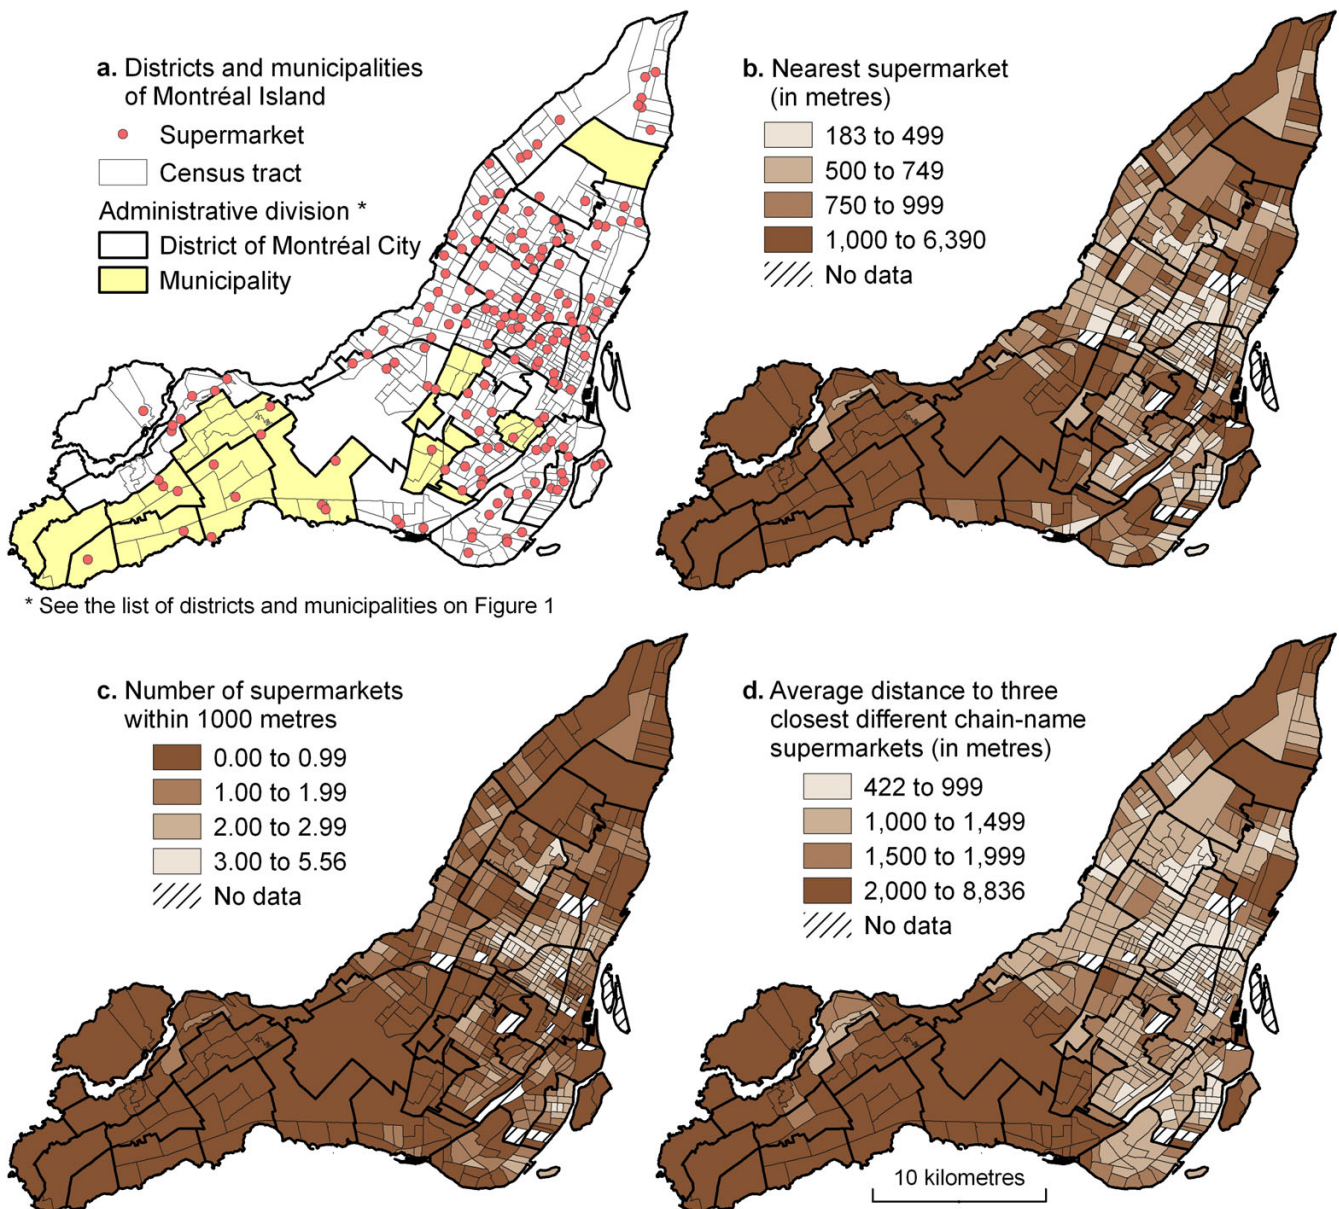 a. Districts and municipalities
of Montréal Island
Supermarket
Census tract
Administrative division *
District of Montréal City
Municipality
* See the list of districts and municipalities on Figure 1
b. Nearest supermarket
(in metres)
183 to 499
500 to 749
750 to 999
1,000 to 6,390
No data
c. Number of supermarkets
within 1000 metres
0.00 to 0.99
1.00 to 1.99
2.00 to 2.99
3.00 to 5.56
No data
d. Average distance to three
closest different chain-name
supermarkets (in metres)
422 to 999
1,000 to 1,499
1,500 to 1,999
2,000 to 8,836
No data
10 kilometres